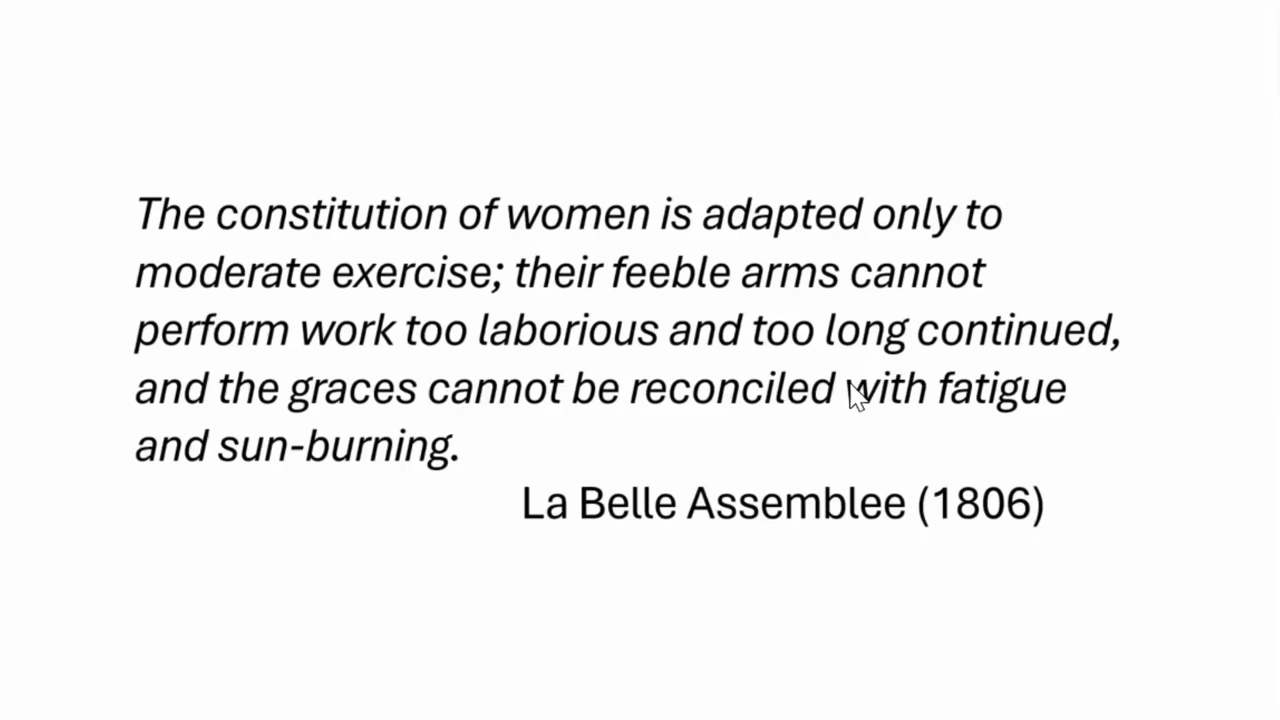 The constitution of women is adapted only to
moderate exercise; their feeble arms cannot
perform work too laborious and too long continued,
and the graces cannot be reconciled with fatigue
and sun-burning.
La Belle Assemblee (1806)